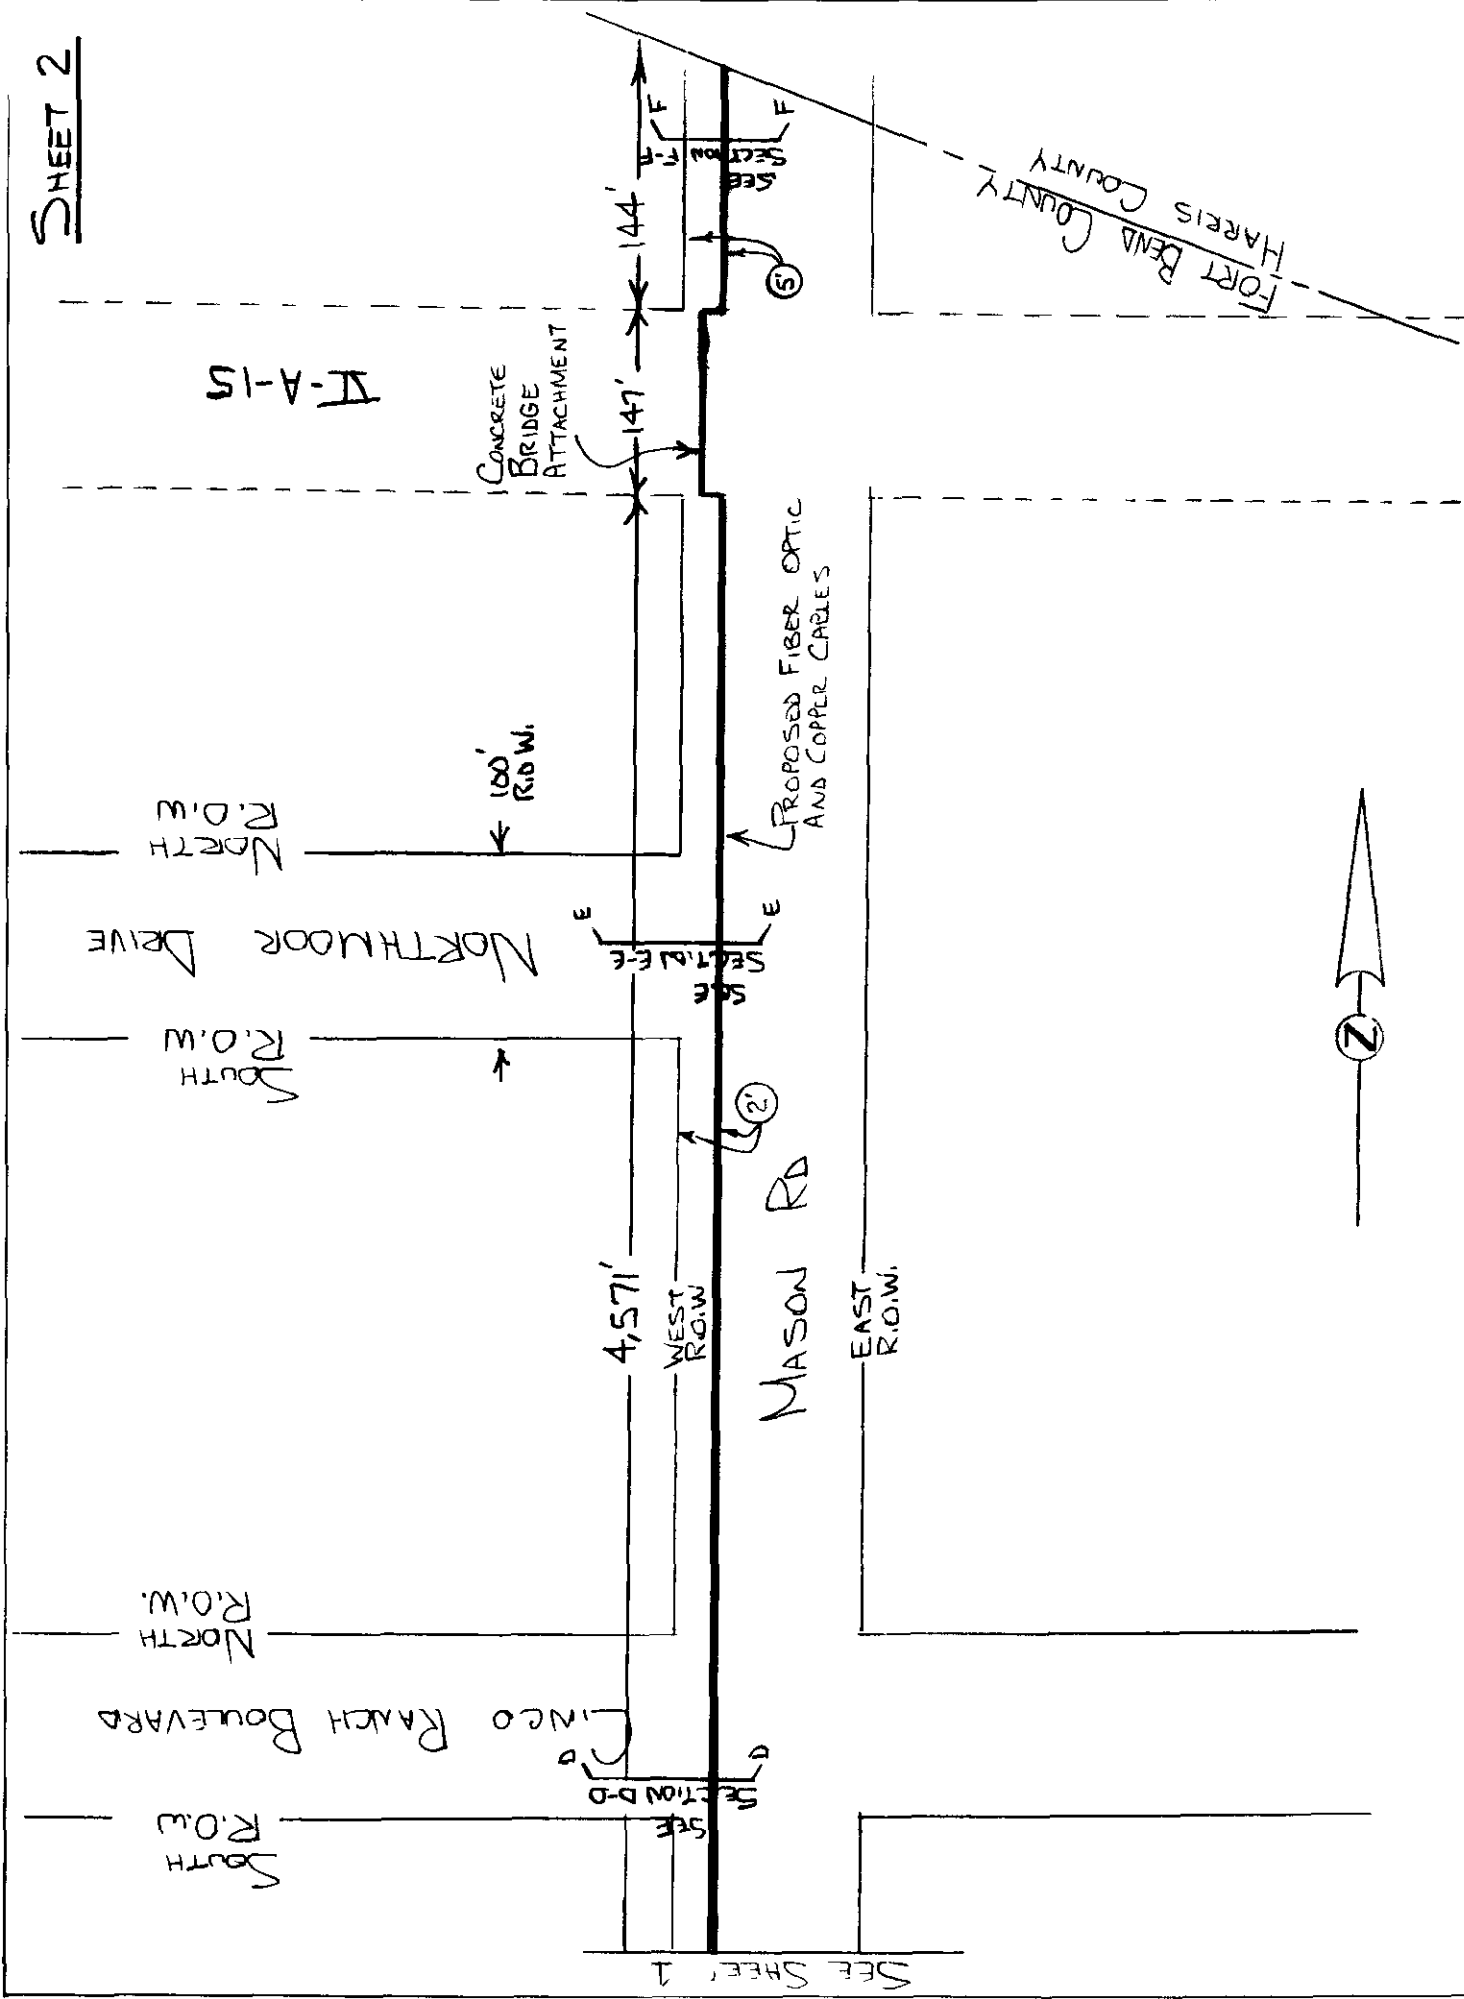 SHEET 2
144'
147'
4,571'
F
F
SEE
SECTION F-F
5'
CONCRETE
BRIDGE
ATTACHMENT
VI-A-15
FORT BEND COUNTY
HARRIS COUNTY
PROPOSED FIBER OPTIC
AND COPPER CABLES
100'
R.O.W.
NORTH
R.O.W
NORTHMOOR DRIVE
SOUTH
R.O.W
E
E
SEE
SECTION E-E
2'
WEST
R.O.W
MASON RD
EAST
R.O.W.
N
NORTH
R.O.W.
CINCO RANCH BOULEVARD
SOUTH
R.O.W
D
D
SEE
SECTION D-D
SEE SHEET 1